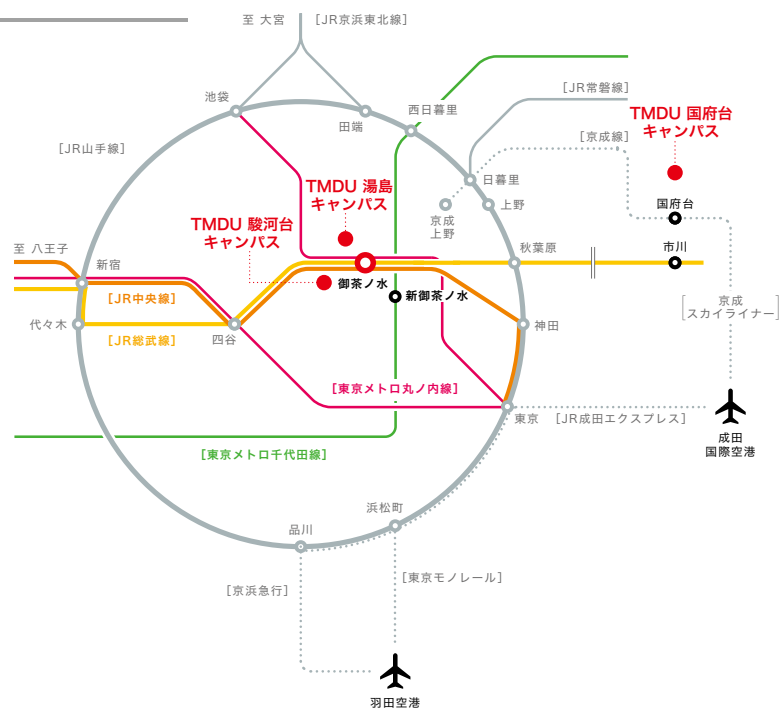 至 大宮
［JR京浜東北線］
池袋
田端
西日暮里
［JR常磐線］
TMDU 国府台
キャンパス
［京成線］
［JR山手線］
日暮里
上野
京成
上野
TMDU 湯島
キャンパス
国府台
TMDU 駿河台
キャンパス
至 八王子
新宿
秋葉原
市川
御茶ノ水
新御茶ノ水
［JR中央線］
京成
スカイライナー
代々木
四谷
神田
［JR総武線］
［東京メトロ丸ノ内線］
東京
［JR成田エクスプレス］
成田
国際空港
［東京メトロ千代田線］
浜松町
品川
［京浜急行］
［東京モノレール］
羽田空港